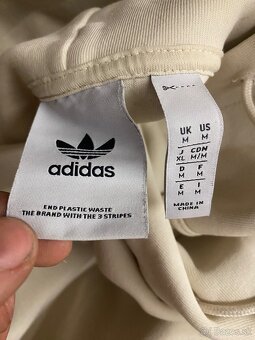 adidas
END PLASTIC WASTE
THE BRAND WITH THE 3 STRIPES
UK US
M M
J CDN
XL M/M
D F
M M
E I
M M
MADE IN
CHINA